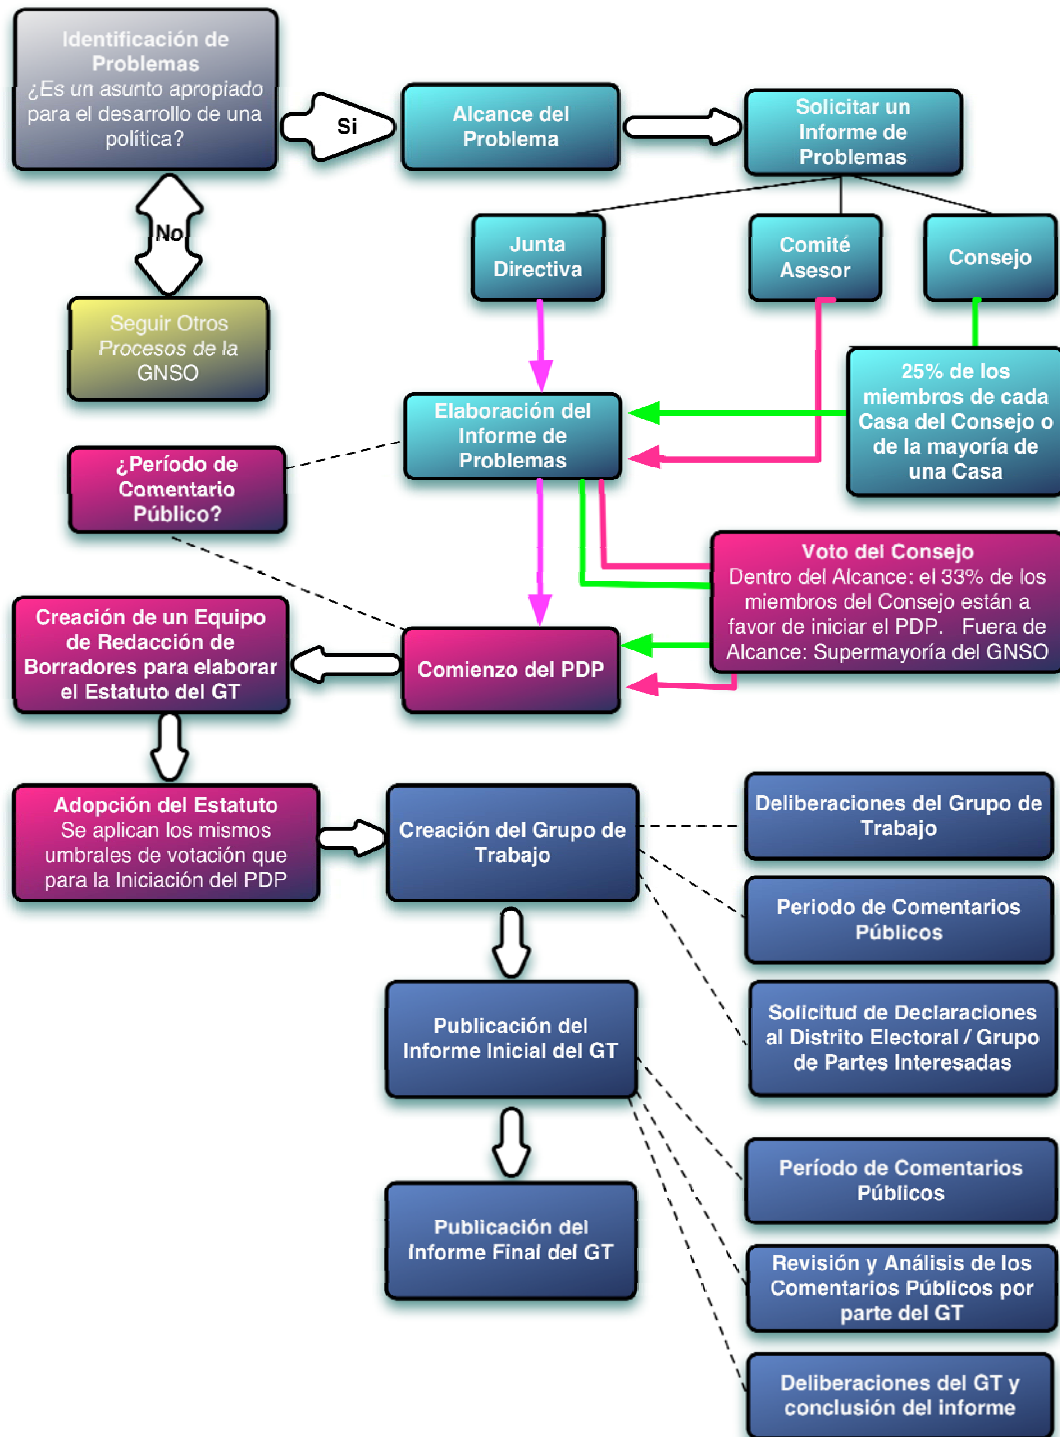 Identificación de
Problemas
¿Es un asunto apropiado
para el desarrollo de una
política?
Si
Alcance del
Problema
Solicitar un
Informe de
Problemas
No
Junta
Directiva
Comité
Asesor
Consejo
Seguir Otros
Procesos de la
GNSO
25% de los
miembros de cada
Casa del Consejo o
de la mayoría de
una Casa
Elaboración del
Informe de
Problemas
¿Período de
Comentario
Público?
Voto del Consejo
Dentro del Alcance: el 33% de los
miembros del Consejo están a
favor de iniciar el PDP. Fuera de
Alcance: Supermayoría del GNSO
Creación de un Equipo
de Redacción de
Borradores para elaborar
el Estatuto del GT
Comienzo del PDP
Adopción del Estatuto
Se aplican los mismos
umbrales de votación que
para la Iniciación del PDP
Creación del Grupo de
Trabajo
Deliberaciones del Grupo de
Trabajo
Periodo de Comentarios
Públicos
Solicitud de Declaraciones
al Distrito Electoral / Grupo
de Partes Interesadas
Publicación del
Informe Inicial del GT
Período de Comentarios
Públicos
Publicación del
Informe Final del GT
Revisión y Análisis de los
Comentarios Públicos por
parte del GT
Deliberaciones del GT y
conclusión del informe